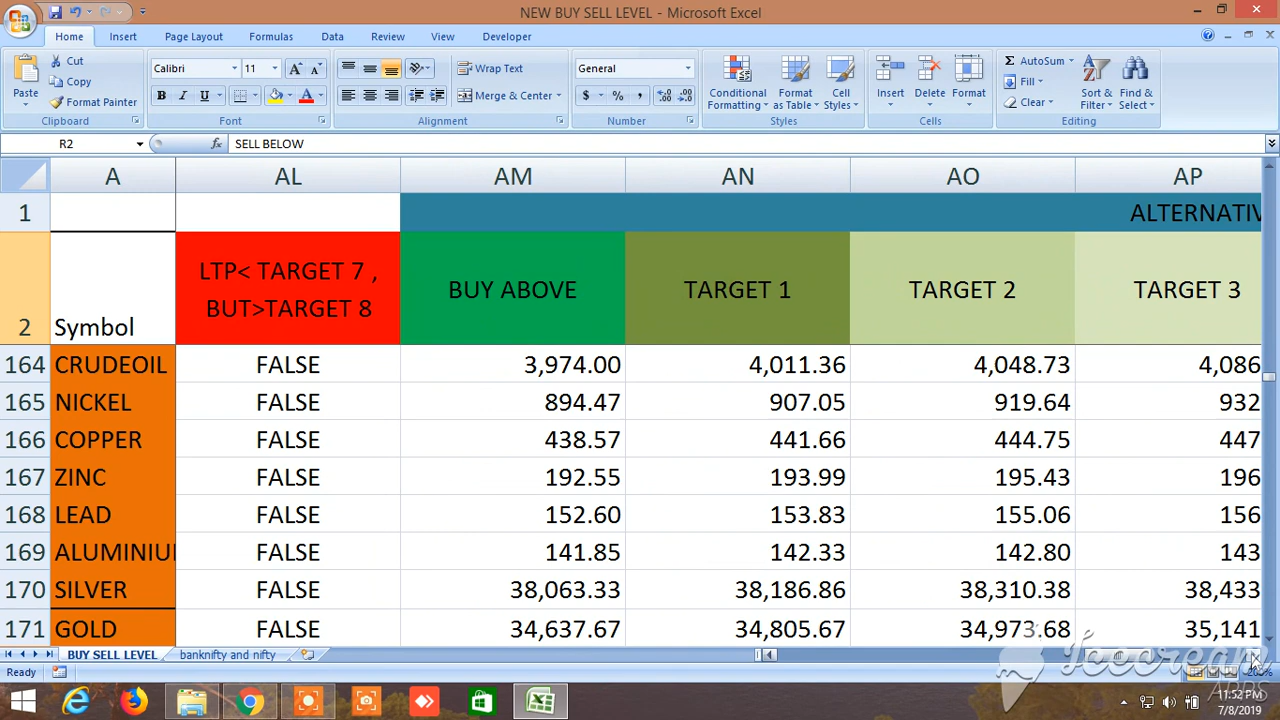 NEW BUY SELL LEVEL - Microsoft Excel
Home Insert Page Layout Formulas Data Review View Developer
Paste Cut Copy Format Painter Clipboard
Calibri 11 A A B I U A Font
Wrap Text Merge & Center Alignment
General $ % , Number
Conditional Formatting Format as Table Cell Styles Styles
Insert Delete Format Cells
Σ AutoSum Fill Clear Sort & Filter Find & Select Editing
R2 fx SELL BELOW
A AL AM AN AO AP
1 ALTERNATIV
2 Symbol LTP< TARGET 7 , BUT>TARGET 8 BUY ABOVE TARGET 1 TARGET 2 TARGET 3
164 CRUDEOIL FALSE 3,974.00 4,011.36 4,048.73 4,086
165 NICKEL FALSE 894.47 907.05 919.64 932
166 COPPER FALSE 438.57 441.66 444.75 447
167 ZINC FALSE 192.55 193.99 195.43 196
168 LEAD FALSE 152.60 153.83 155.06 156
169 ALUMINIU FALSE 141.85 142.33 142.80 143
170 SILVER FALSE 38,063.33 38,186.86 38,310.38 38,433
171 GOLD FALSE 34,637.67 34,805.67 34,973.68 35,141
BUY SELL LEVEL banknifty and nifty
Ready
Icecream
APPS
11:52 PM
7/8/2019